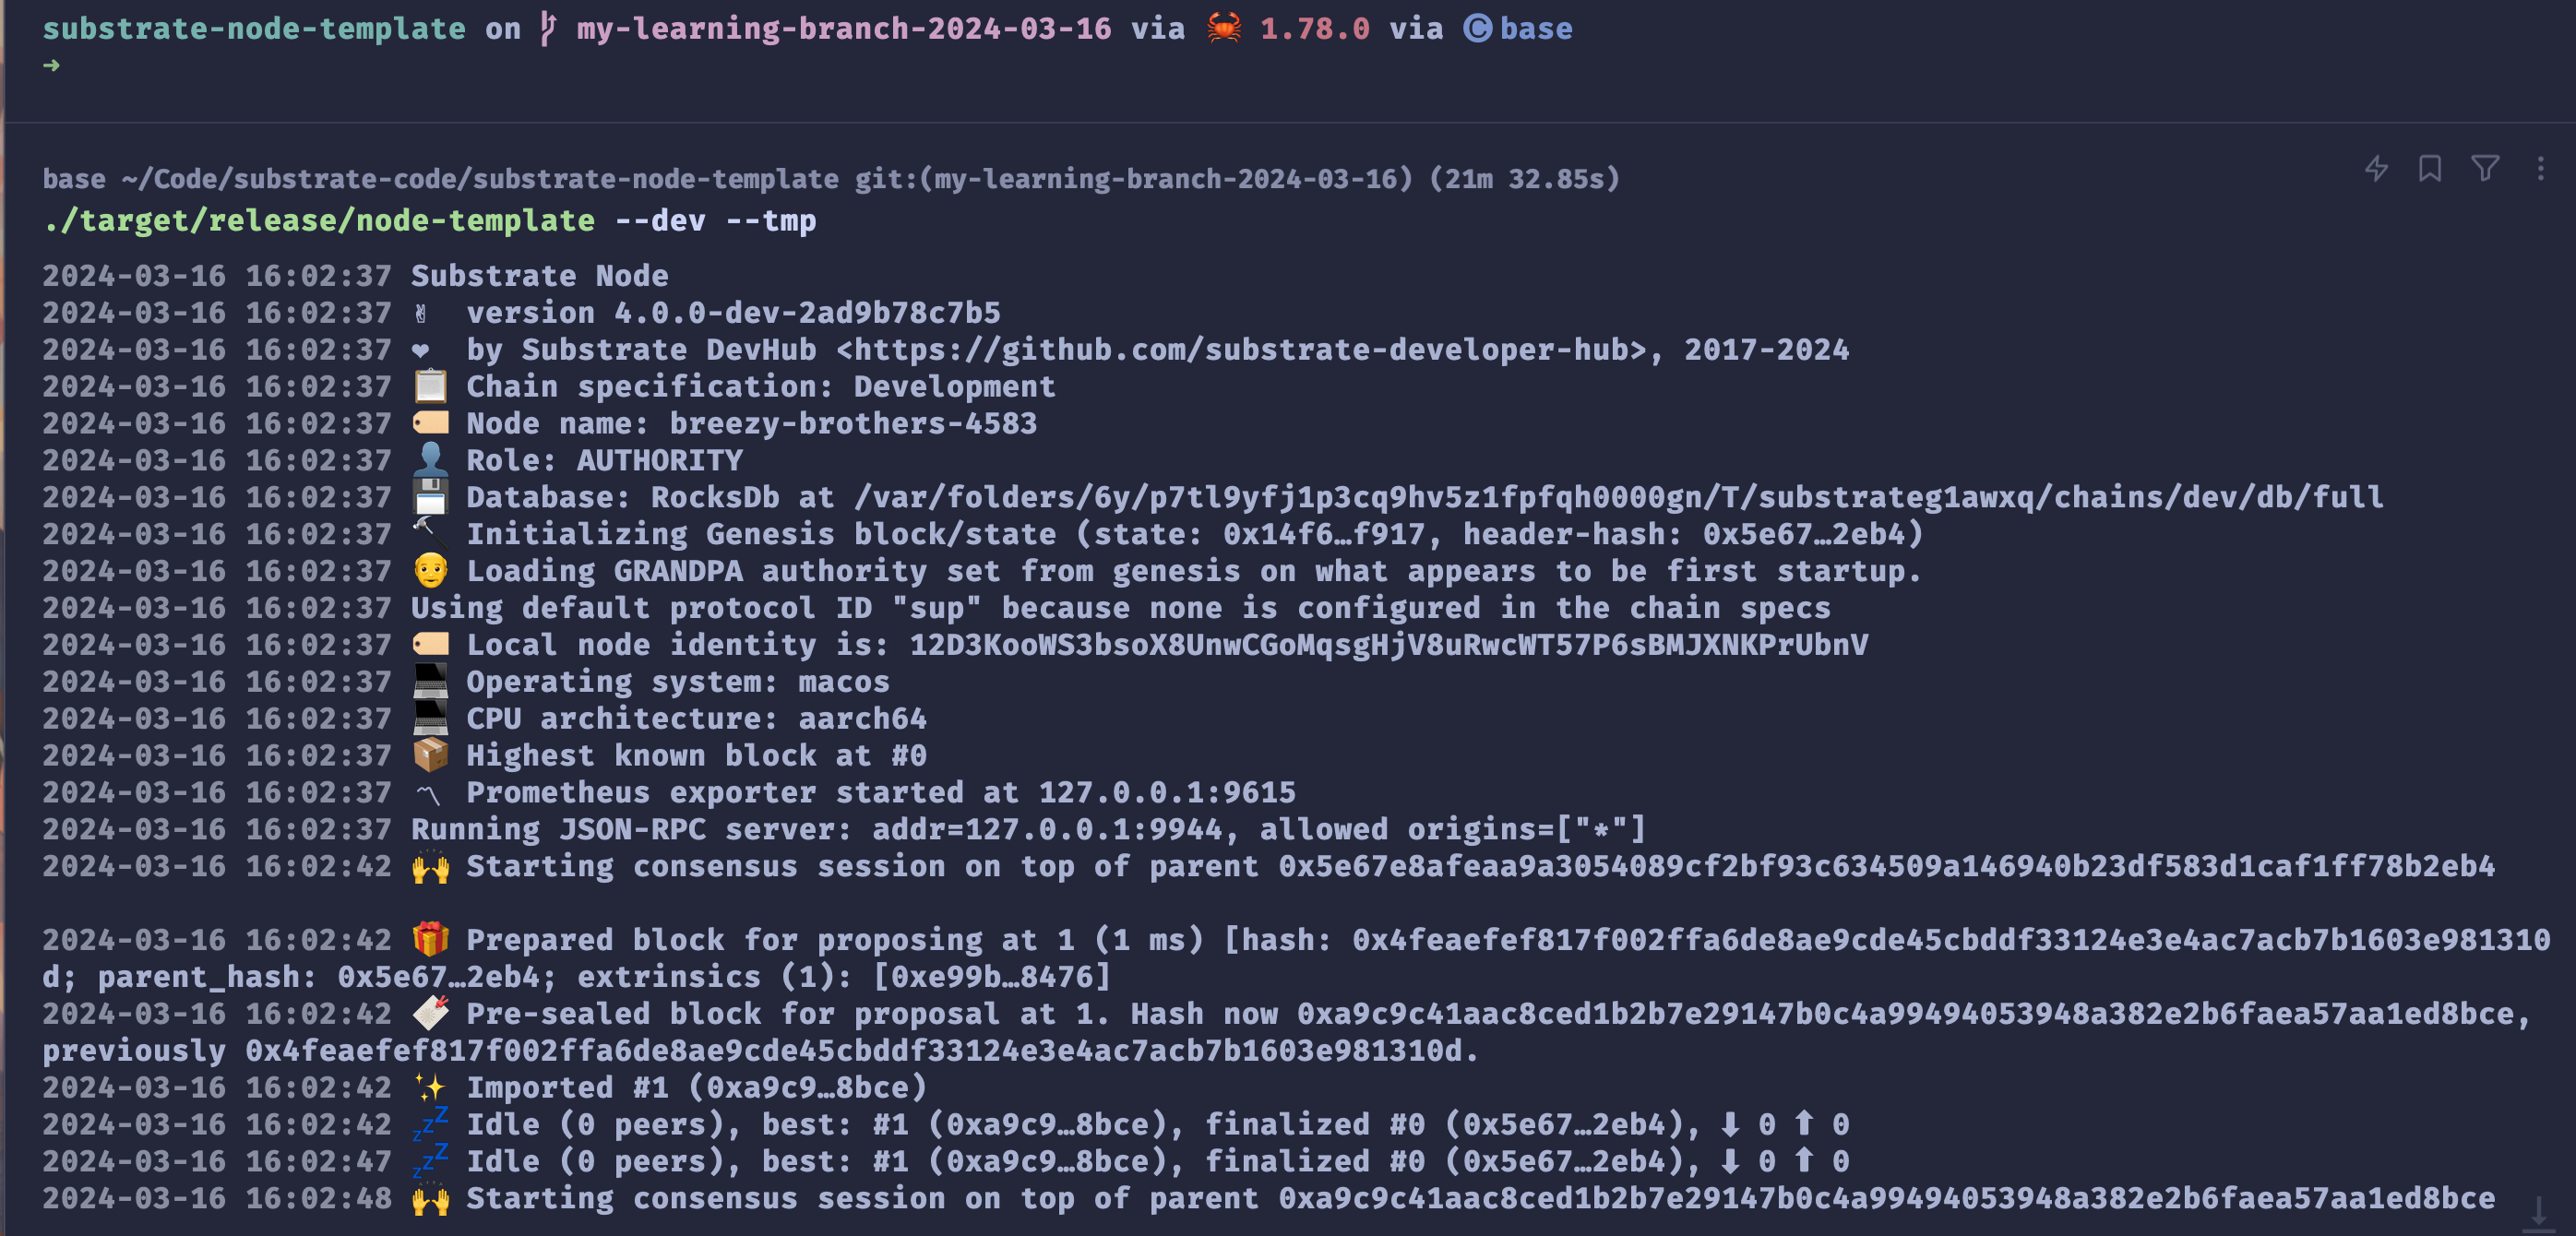 substrate-node-template on my-learning-branch-2024-03-16 via 🦀 1.78.0 via Ⓒ base
➜
base ~/Code/substrate-code/substrate-node-template git:(my-learning-branch-2024-03-16) (21m 32.85s)
./target/release/node-template --dev --tmp
2024-03-16 16:02:37 Substrate Node
2024-03-16 16:02:37 ✌️  version 4.0.0-dev-2ad9b78c7b5
2024-03-16 16:02:37 ❤️  by Substrate DevHub <https://github.com/substrate-developer-hub>, 2017-2024
2024-03-16 16:02:37 📋 Chain specification: Development
2024-03-16 16:02:37 🏷 Node name: breezy-brothers-4583
2024-03-16 16:02:37 👤 Role: AUTHORITY
2024-03-16 16:02:37 💾 Database: RocksDb at /var/folders/6y/p7tl9yfj1p3cq9hv5z1fpfqh0000gn/T/substrateg1awxq/chains/dev/db/full
2024-03-16 16:02:37 🔨 Initializing Genesis block/state (state: 0x14f6…f917, header-hash: 0x5e67…2eb4)
2024-03-16 16:02:37 👴 Loading GRANDPA authority set from genesis on what appears to be first startup.
2024-03-16 16:02:37 Using default protocol ID "sup" because none is configured in the chain specs
2024-03-16 16:02:37 🏷 Local node identity is: 12D3KooWS3bsoX8UnwCGoMqsgHjV8uRwcWT57P6sBMJXNKPrUbnV
2024-03-16 16:02:37 💻 Operating system: macos
2024-03-16 16:02:37 💻 CPU architecture: aarch64
2024-03-16 16:02:37 📦 Highest known block at #0
2024-03-16 16:02:37 〽️ Prometheus exporter started at 127.0.0.1:9615
2024-03-16 16:02:37 Running JSON-RPC server: addr=127.0.0.1:9944, allowed origins=["*"]
2024-03-16 16:02:42 🙌 Starting consensus session on top of parent 0x5e67e8afeaa9a3054089cf2bf93c634509a146940b23df583d1caf1ff78b2eb4
2024-03-16 16:02:42 🎁 Prepared block for proposing at 1 (1 ms) [hash: 0x4feaefef817f002ffa6de8ae9cde45cbddf33124e3e4ac7acb7b1603e981310
d; parent_hash: 0x5e67…2eb4; extrinsics (1): [0xe99b…8476]
2024-03-16 16:02:42 🔖 Pre-sealed block for proposal at 1. Hash now 0xa9c9c41aac8ced1b2b7e29147b0c4a99494053948a382e2b6faea57aa1ed8bce,
previously 0x4feaefef817f002ffa6de8ae9cde45cbddf33124e3e4ac7acb7b1603e981310d.
2024-03-16 16:02:42 ✨ Imported #1 (0xa9c9…8bce)
2024-03-16 16:02:42 💤 Idle (0 peers), best: #1 (0xa9c9…8bce), finalized #0 (0x5e67…2eb4), ⬇ 0 ⬆ 0
2024-03-16 16:02:47 💤 Idle (0 peers), best: #1 (0xa9c9…8bce), finalized #0 (0x5e67…2eb4), ⬇ 0 ⬆ 0
2024-03-16 16:02:48 🙌 Starting consensus session on top of parent 0xa9c9c41aac8ced1b2b7e29147b0c4a99494053948a382e2b6faea57aa1ed8bce